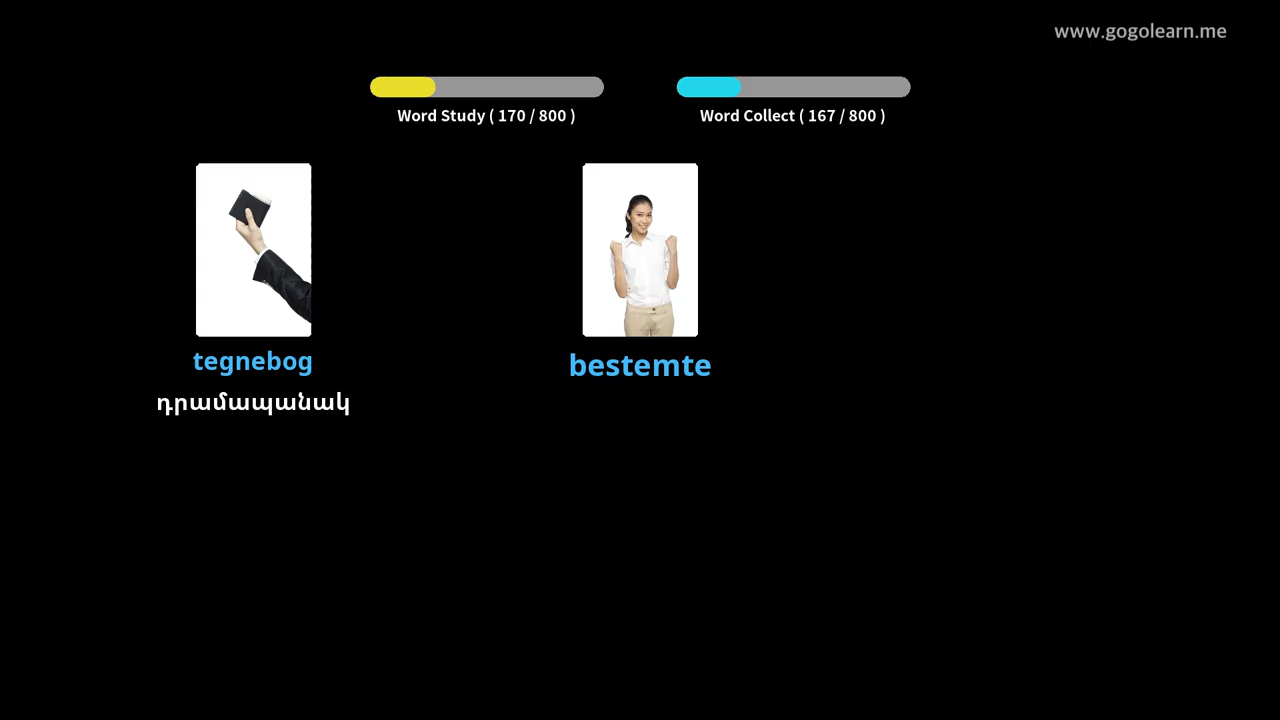 www.gogolearn.me
Word Study ( 170 / 800 )
Word Collect ( 167 / 800 )
tegnebog
դրամապանակ
bestemte